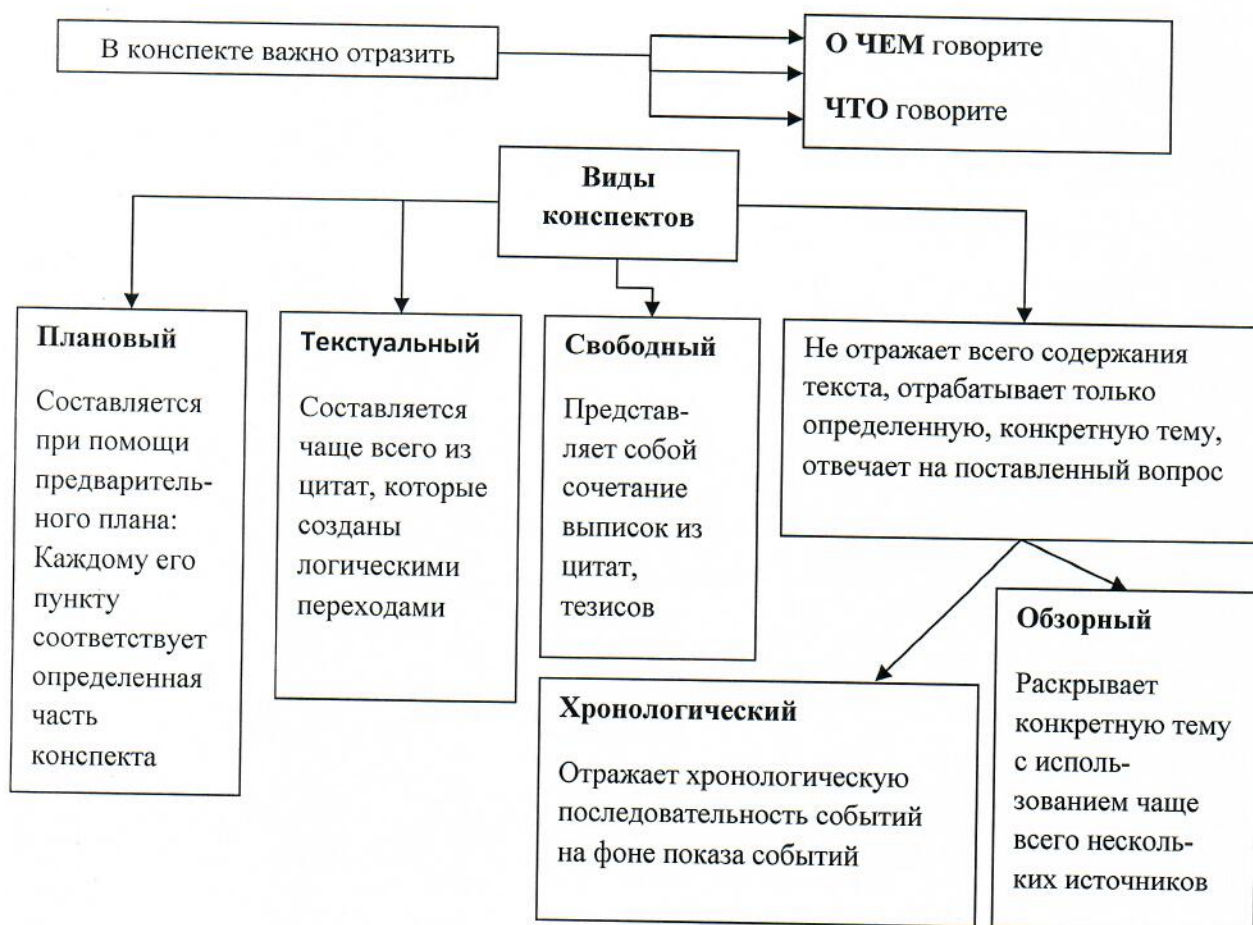 В конспекте важно отразить
О ЧЕМ говорите
ЧТО говорите
Виды
конспектов
Плановый
Составляется
при помощи
предваритель-
ного плана:
Каждому его
пункту
соответствует
определенная
часть
конспекта
Текстуальный
Составляется
чаще всего из
цитат, которые
созданы
логическими
переходами
Свободный
Представ-
ляет собой
сочетание
выписок из
цитат,
тезисов
Не отражает всего содержания
текста, отрабатывает только
определенную, конкретную тему,
отвечает на поставленный вопрос
Хронологический
Отражает хронологическую
последовательность событий
на фоне показа событий
Обзорный
Раскрывает
конкретную тему
с исполь-
зованием чаще
всего несколь-
ких источников